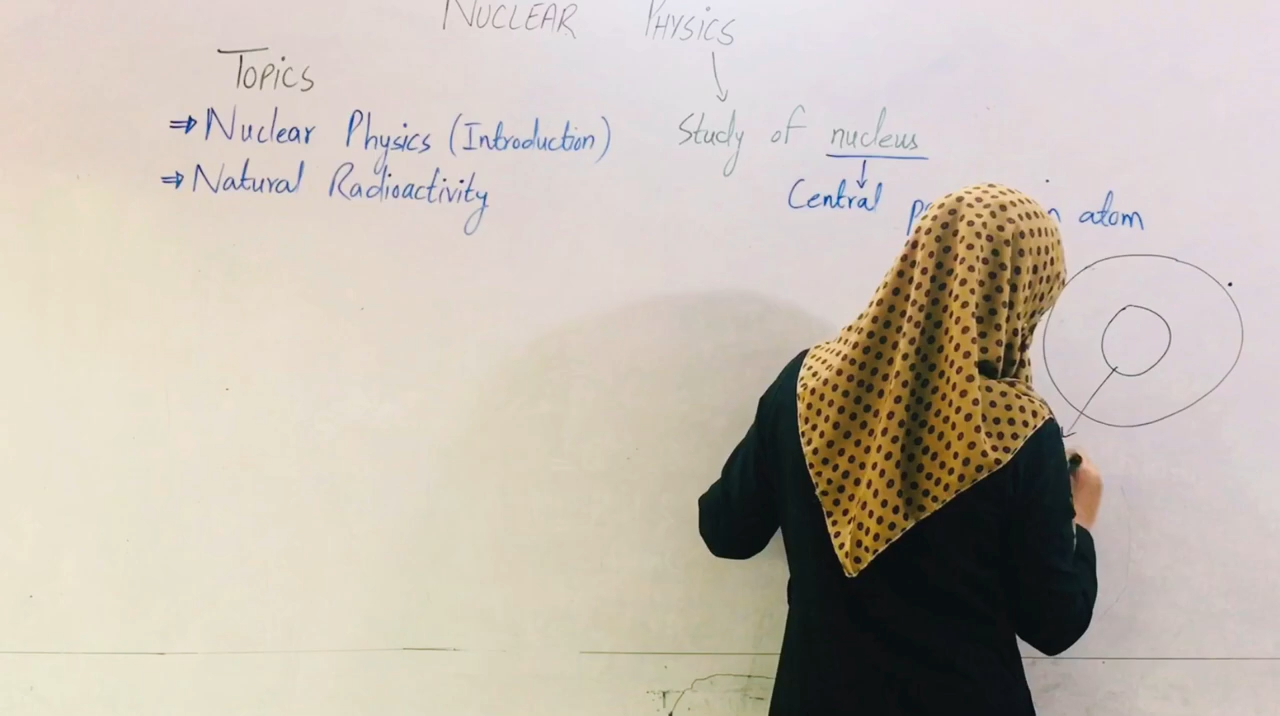 NUCLEAR PHYSICS
TOPICS
⇒ Nuclear Physics (Introduction)
⇒ Natural Radioactivity
Study of nucleus
Central atom